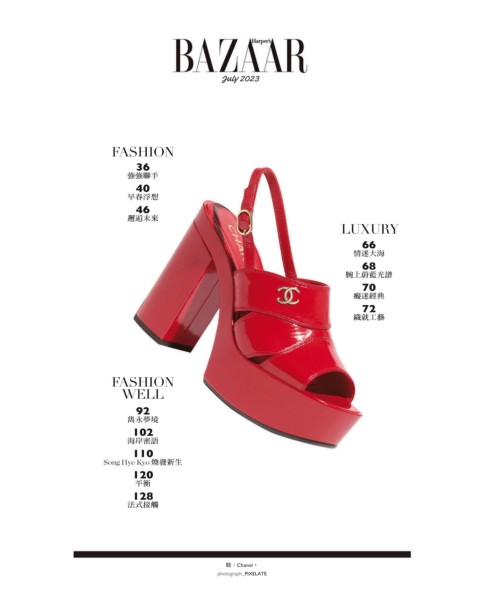 Harper's
BAZAAR
July 2023
FASHION
36
強強聯手
40
早春浮想
46
邂逅未來
LUXURY
66
情迷大海
68
腕上蔚藍光譜
70
癡迷經典
72
織就工藝
FASHION
WELL
92
雋永夢境
102
海岸密語
110
Song Hye Kyo 煥發新生
120
平衡
128
法式接觸
鞋,Chanel。
photograph_PIXELATE